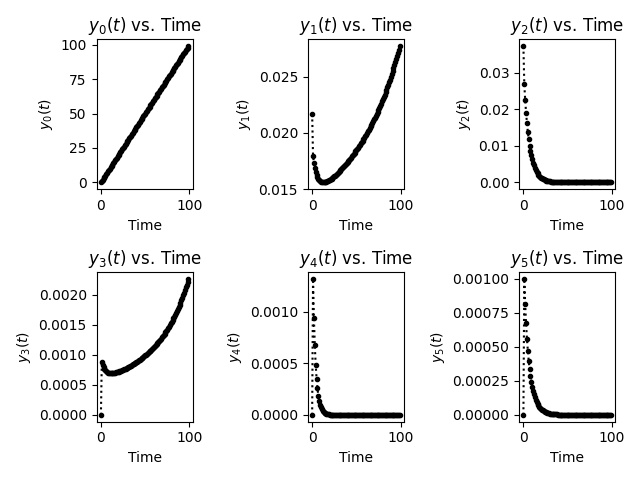 y₀(t) vs. Time
y₁(t) vs. Time
y₂(t) vs. Time
100
75
50
25
0
y₀(t)
0
100
Time
0.025
0.020
0.015
y₁(t)
0
100
Time
0.03
0.02
0.01
0.00
y₂(t)
0
100
Time
y₃(t) vs. Time
y₄(t) vs. Time
y₅(t) vs. Time
0.0020
0.0015
0.0010
0.0005
0.0000
y₃(t)
0
100
Time
0.0010
0.0005
0.0000
y₄(t)
0
100
Time
0.00100
0.00075
0.00050
0.00025
0.00000
y₅(t)
0
100
Time